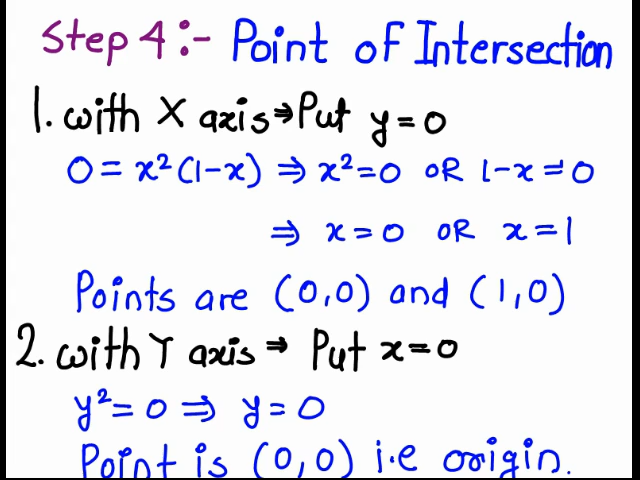 Step 4 :- Point of Intersection
1. with X axis ⇒ Put y = 0
0 = x² (1-x) ⇒ x² = 0 OR 1-x = 0
⇒ x = 0 OR x = 1
Points are (0,0) and (1,0)
2. with Y axis ⇒ Put x = 0
y² = 0 ⇒ y = 0
Point is (0,0) i.e origin.